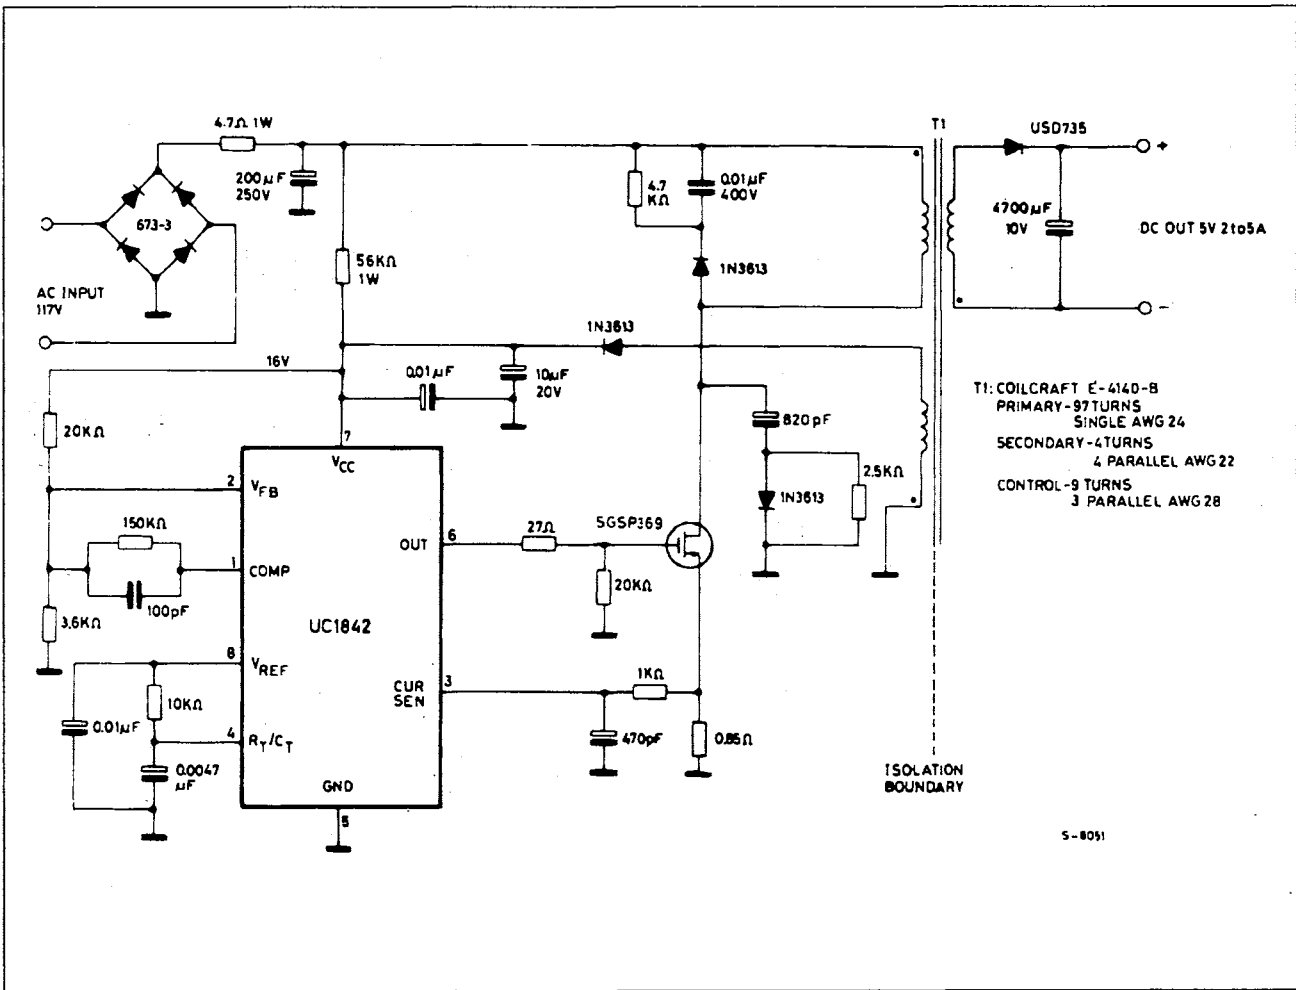 4.7Ω 1W
T1
USD735
200µF
250V
4.7
KΩ
0.01µF
400V
673-3
4700µF
10V
+
DC OUT 5V 2to5A
-
56KΩ
1W
1N3613
AC INPUT
117V
1N3613
16V
0.01µF
10µF
20V
T1: COILCRAFT E-4140-B
PRIMARY-97TURNS
SINGLE AWG 24
SECONDARY-4TURNS
4 PARALLEL AWG22
CONTROL-9 TURNS
3 PARALLEL AWG28
20KΩ
7
VCC
820pF
2.5KΩ
1N3613
2
VFB
150KΩ
27Ω
SGSP369
OUT
6
1
COMP
100pF
20KΩ
3.6KΩ
UC1842
8
VREF
10KΩ
CUR
SEN
3
1KΩ
0.01µF
4
RT/CT
470pF
0.85Ω
0.0047
µF
GND
5
ISOLATION
BOUNDARY
S-8051